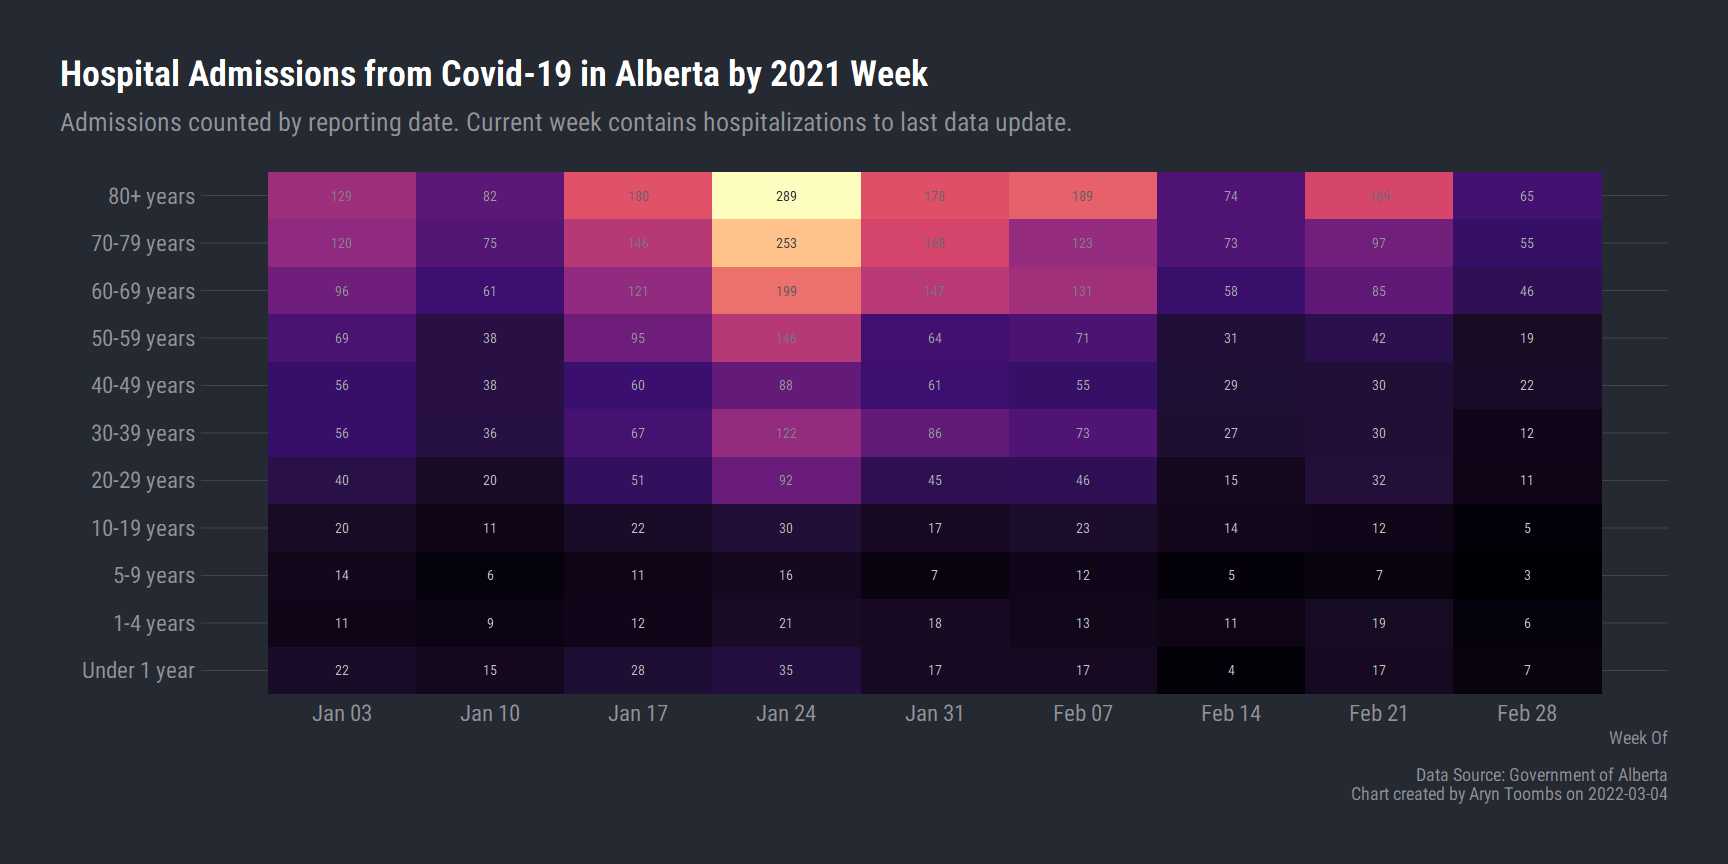 Hospital Admissions from Covid-19 in Alberta by 2021 Week
Admissions counted by reporting date. Current week contains hospitalizations to last data update.
80+ years 129 82 180 289 178 189 74 169 65
70-79 years 120 75 146 253 168 123 73 97 55
60-69 years 96 61 121 199 147 131 58 85 46
50-59 years 69 38 95 146 64 71 31 42 19
40-49 years 56 38 60 88 61 55 29 30 22
30-39 years 56 36 67 122 86 73 27 30 12
20-29 years 40 20 51 92 45 46 15 32 11
10-19 years 20 11 22 30 17 23 14 12 5
5-9 years 14 6 11 16 7 12 5 7 3
1-4 years 11 9 12 21 18 13 11 19 6
Under 1 year 22 15 28 35 17 17 4 17 7
Jan 03 Jan 10 Jan 17 Jan 24 Jan 31 Feb 07 Feb 14 Feb 21 Feb 28
Week Of
Data Source: Government of Alberta
Chart created by Aryn Toombs on 2022-03-04